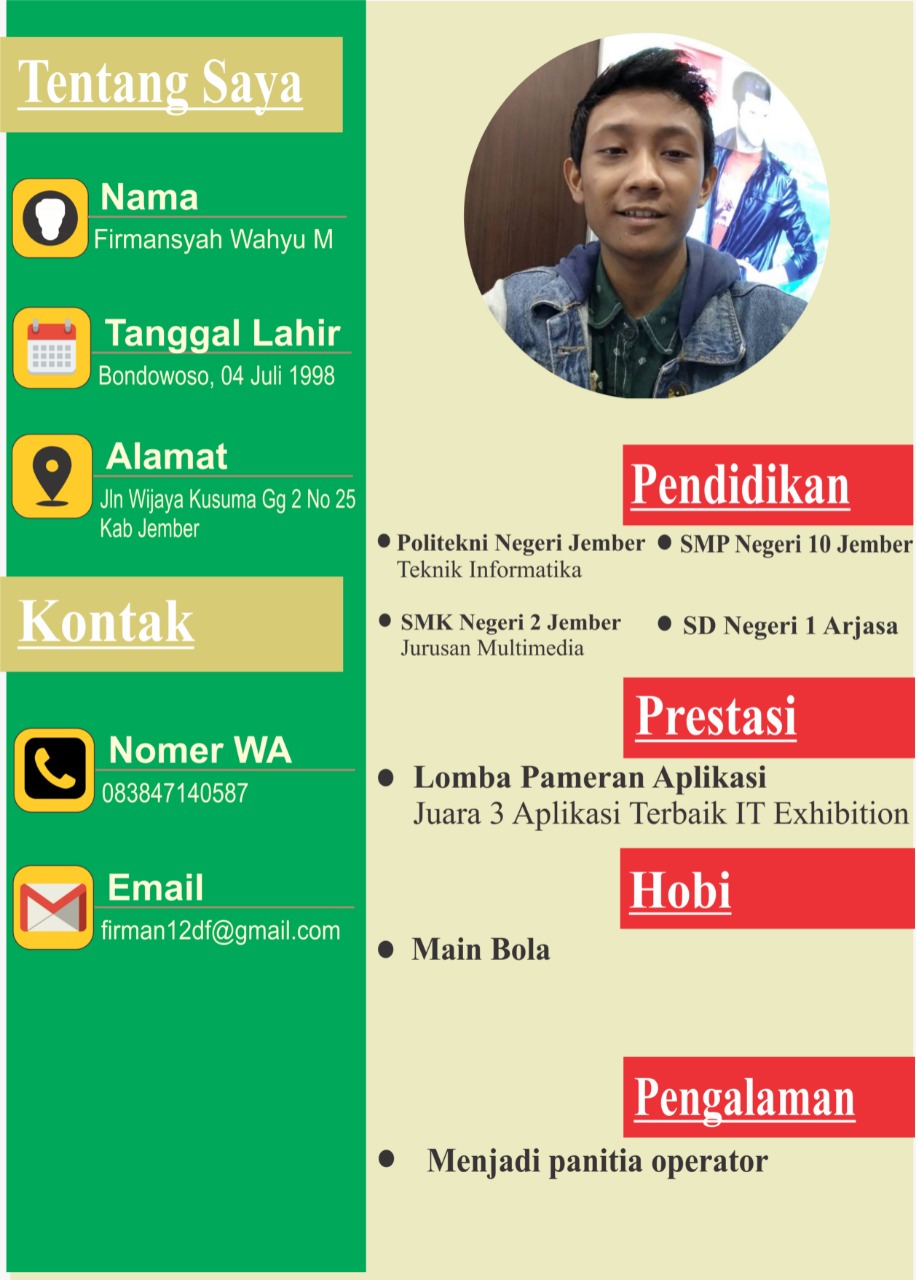 Tentang Saya
Nama
Firmansyah Wahyu M
Tanggal Lahir
Bondowoso, 04 Juli 1998
Alamat
Jln Wijaya Kusuma Gg 2 No 25
Kab Jember
Kontak
Nomer WA
083847140587
Email
firman12df@gmail.com
Pendidikan
Politekni Negeri Jember
Teknik Informatika
SMK Negeri 2 Jember
Jurusan Multimedia
SMP Negeri 10 Jember
SD Negeri 1 Arjasa
Prestasi
Lomba Pameran Aplikasi
Juara 3 Aplikasi Terbaik IT Exhibition
Hobi
Main Bola
Pengalaman
Menjadi panitia operator